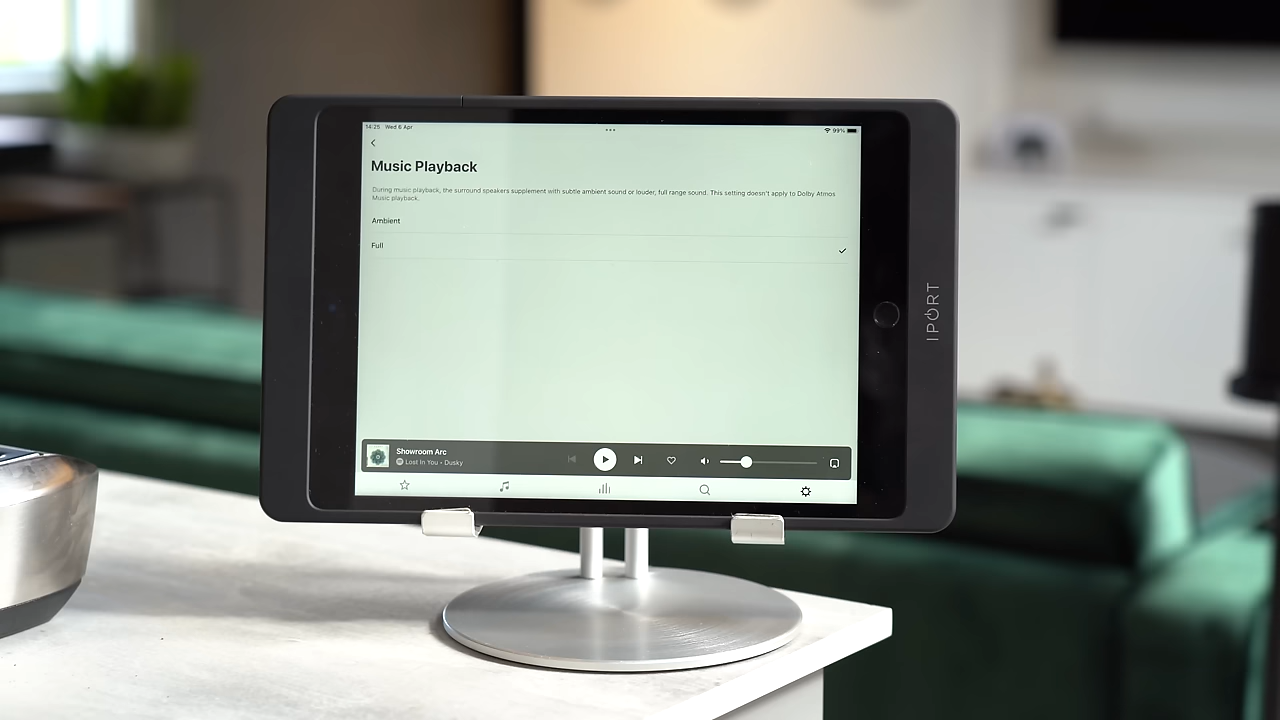 14:25 Wed 6 Apr
99%
Music Playback
During music playback, the surround speakers supplement with subtle ambient sound or louder, full range sound. This setting doesn't apply to Dolby Atmos
Music playback.
Ambient
Full
Showroom Arc
Lost In You • Dusky
IPORT